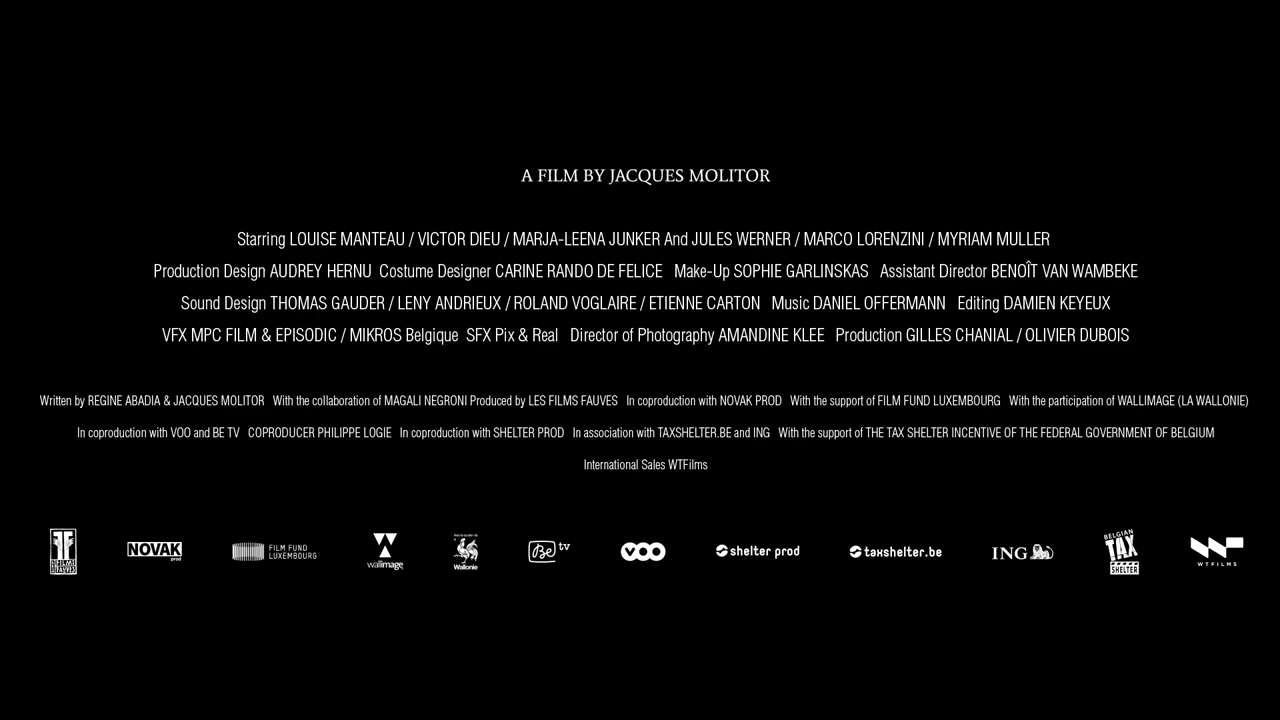 A FILM BY JACQUES MOLITOR
Starring LOUISE MANTEAU / VICTOR DIEU / MARJA-LEENA JUNKER And JULES WERNER / MARCO LORENZINI / MYRIAM MULLER
Production Design AUDREY HERNU Costume Designer CARINE RANDO DE FELICE Make-Up SOPHIE GARLINSKAS Assistant Director BENOÎT VAN WAMBEKE
Sound Design THOMAS GAUDER / LENY ANDRIEUX / ROLAND VOGLAIRE / ETIENNE CARTON Music DANIEL OFFERMANN Editing DAMIEN KEYEUX
VFX MPC FILM & EPISODIC / MIKROS Belgique SFX Pix & Real Director of Photography AMANDINE KLEE Production GILLES CHANIAL / OLIVIER DUBOIS
Written by REGINE ABADIA & JACQUES MOLITOR With the collaboration of MAGALI NEGRONI Produced by LES FILMS FAUVES In coproduction with NOVAK PROD With the support of FILM FUND LUXEMBOURG With the participation of WALLIMAGE (LA WALLONIE)
In coproduction with VOO and BE TV COPRODUCER PHILIPPE LOGIE In coproduction with SHELTER PROD In association with TAXSHELTER.BE and ING With the support of THE TAX SHELTER INCENTIVE OF THE FEDERAL GOVERNMENT OF BELGIUM
International Sales WTFilms
NOVAK prod
FILM FUND
LUXEMBOURG
wallimage
Wallonie
Be tv
VOO
shelter prod
taxshelter.be
ING
BELGIAN
TAX
SHELTER
WTFILMS